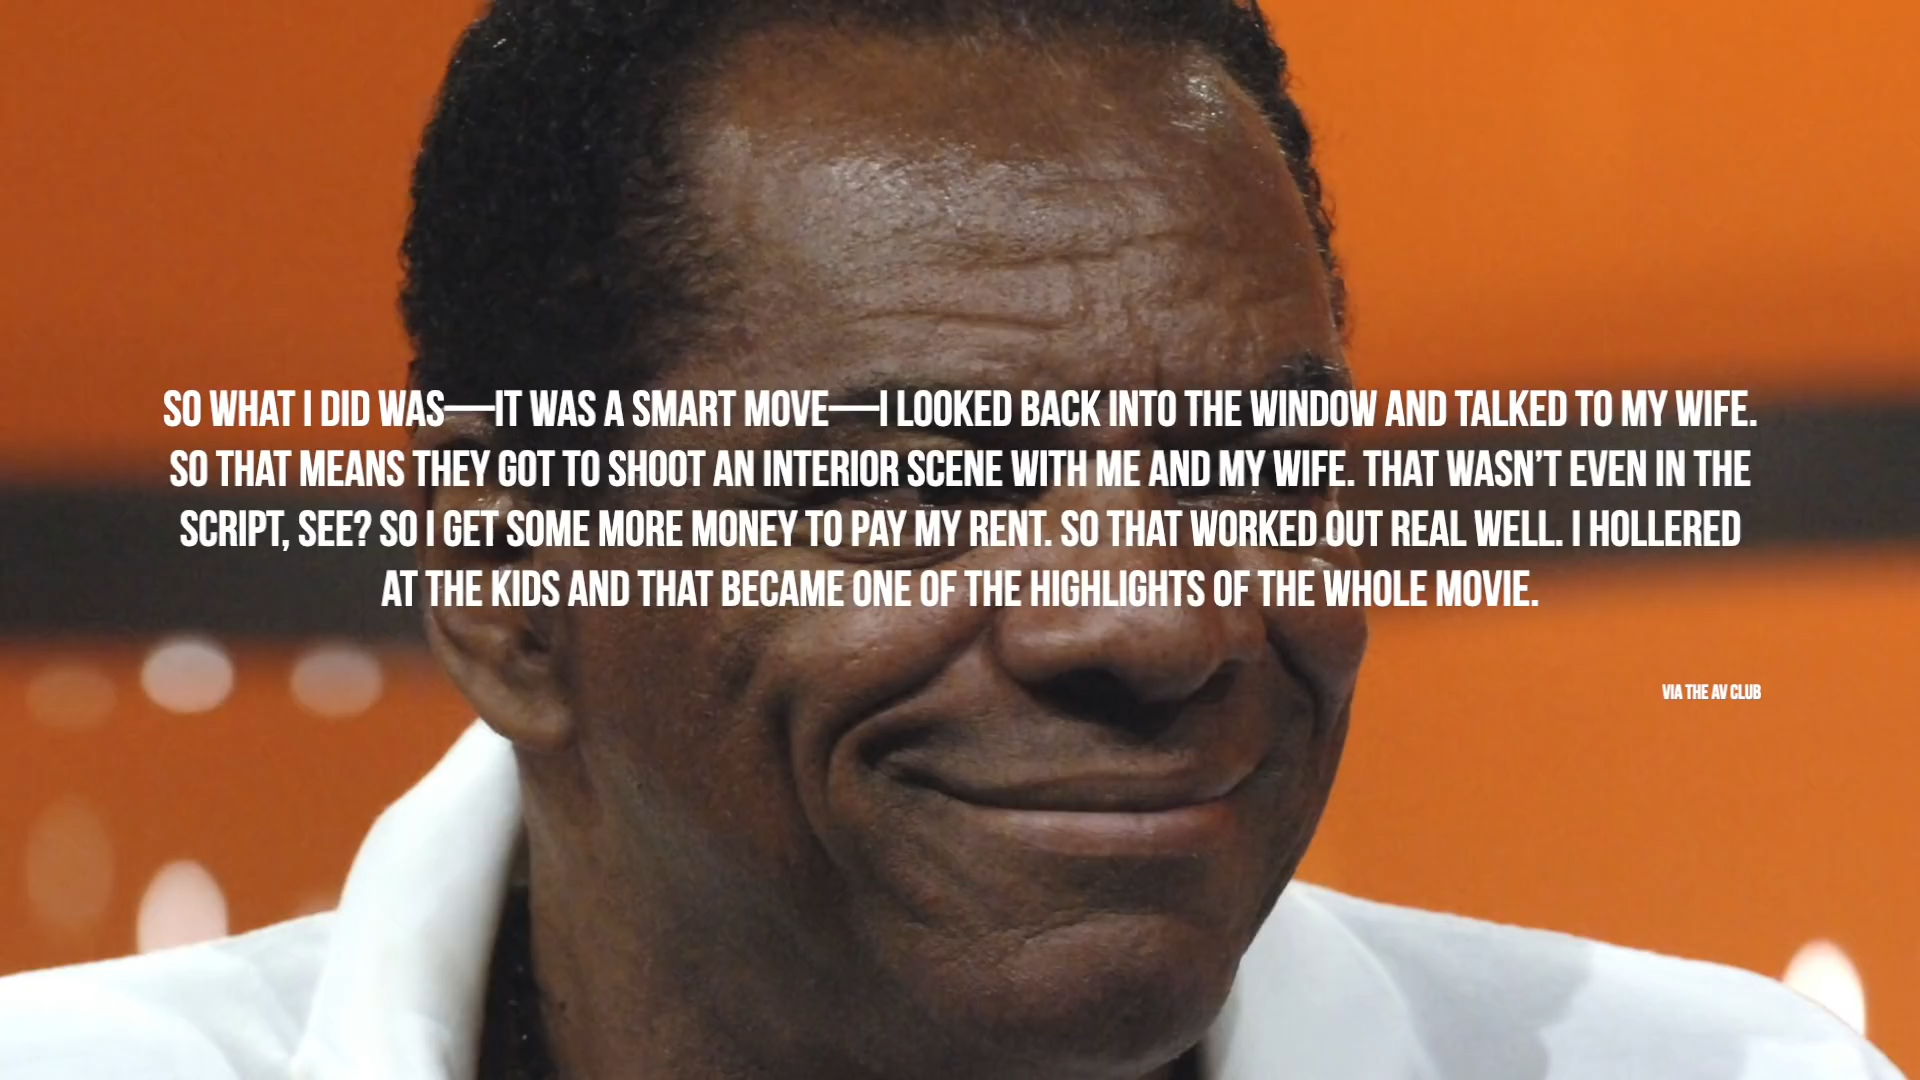 SO WHAT I DID WAS—IT WAS A SMART MOVE—I LOOKED BACK INTO THE WINDOW AND TALKED TO MY WIFE.
SO THAT MEANS THEY GOT TO SHOOT AN INTERIOR SCENE WITH ME AND MY WIFE. THAT WASN’T EVEN IN THE
SCRIPT, SEE? SO I GET SOME MORE MONEY TO PAY MY RENT. SO THAT WORKED OUT REAL WELL. I HOLLERED
AT THE KIDS AND THAT BECAME ONE OF THE HIGHLIGHTS OF THE WHOLE MOVIE.
VIA THE AV CLUB